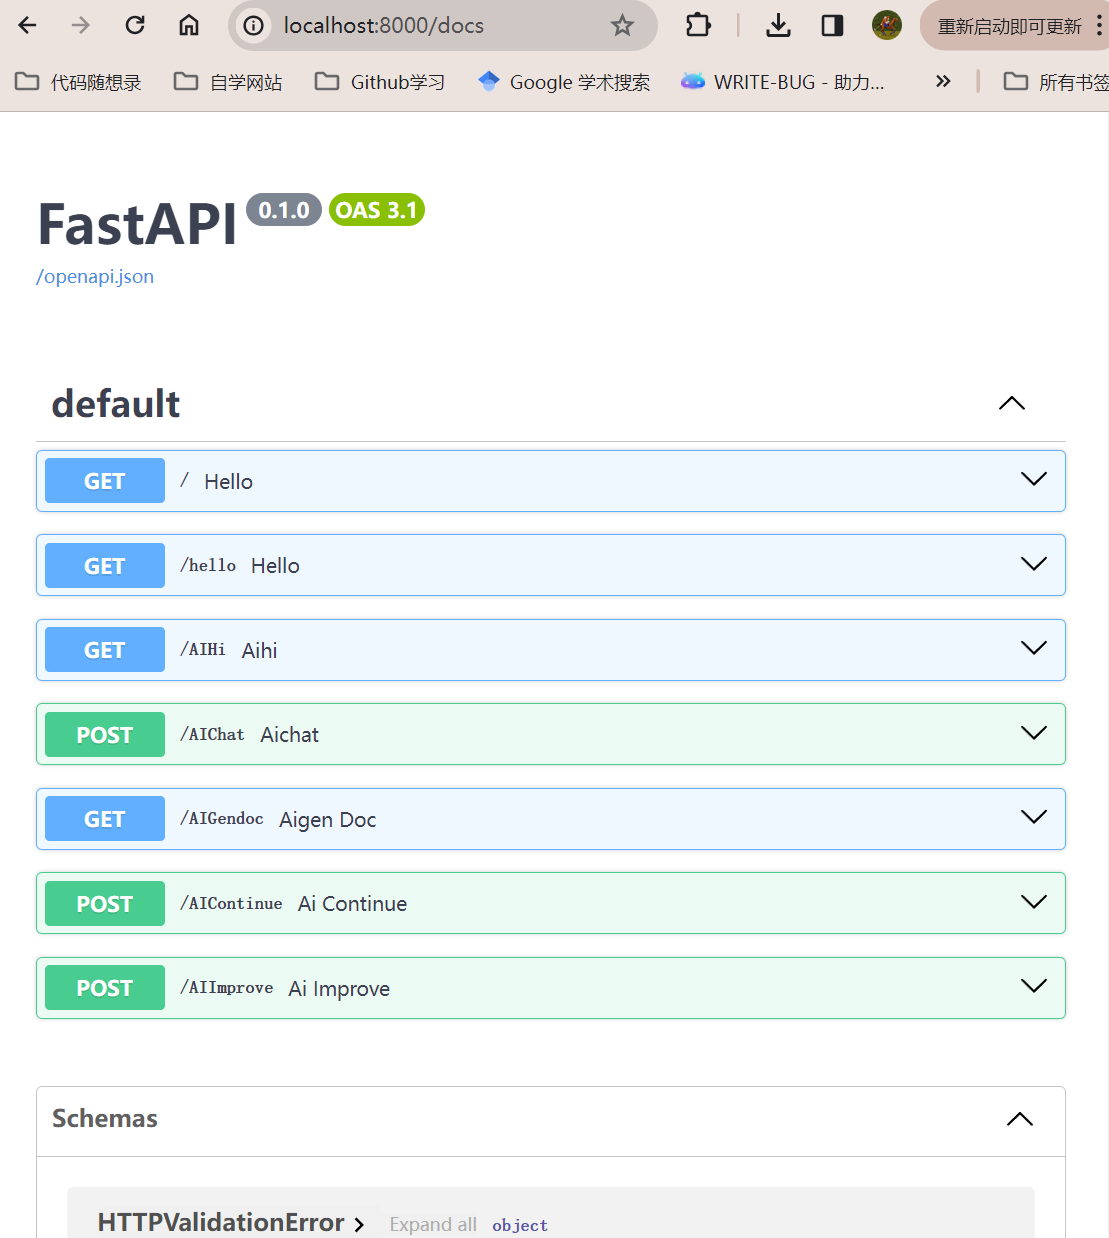 localhost:8000/docs
重新启动即可更新
代码随想录 自学网站 Github学习 Google 学术搜索 WRITE-BUG - 助力... 所有书签
FastAPI 0.1.0 OAS 3.1
/openapi.json
default
GET / Hello
GET /hello Hello
GET /AIHi Aihi
POST /AIChat Aichat
GET /AIGendoc Aigen Doc
POST /AIContinue Ai Continue
POST /AIImprove Ai Improve
Schemas
HTTPValidationError Expand all object